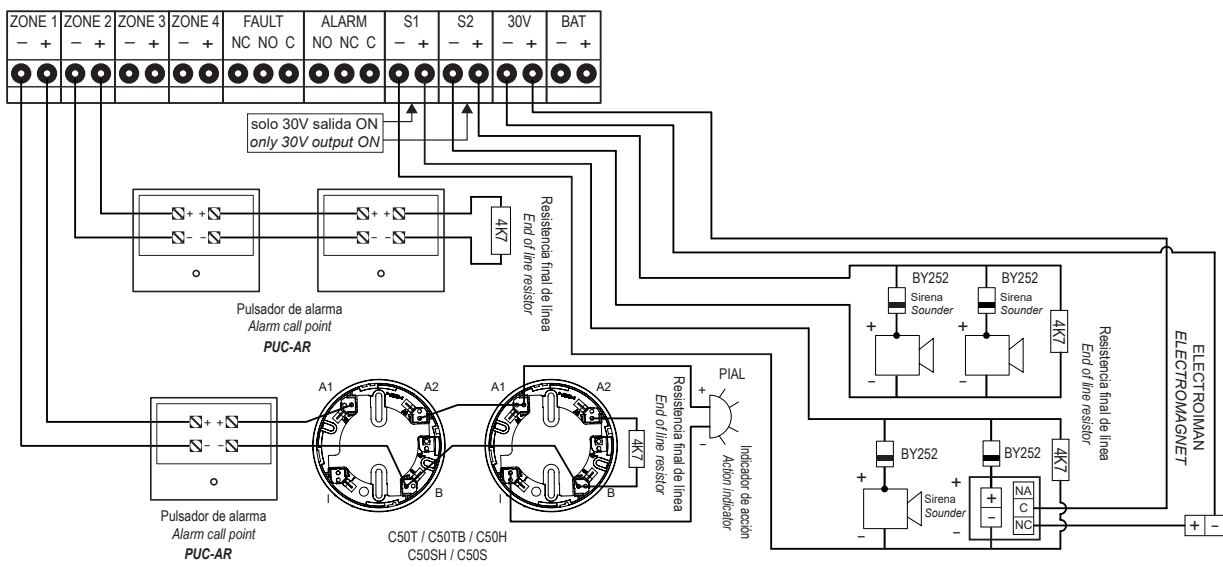 ZONE 1 ZONE 2 ZONE 3 ZONE 4 FAULT ALARM S1 S2 30V BAT
− + − + − + − + NC NO C NO NC C − + − + − + − +
solo 30V salida ON
only 30V output ON
+ + + +
− − − −
4K7
Resistencia final de línea
End of line resistor
Pulsador de alarma
Alarm call point
PUC-AR
BY252 BY252
Sirena
Sounder
Sirena
Sounder
+ +
− −
4K7
Resistencia final de línea
End of line resistor
ELECTROIMAN
ELECTROMAGNET
A1 A2 A1 A2
I B I B
+ +
− −
4K7
Resistencia final de línea
End of line resistor
PIAL
+
−
Indicador de acción
Action indicator
Pulsador de alarma
Alarm call point
PUC-AR
C50T / C50TB / C50H
C50SH / C50S
BY252 BY252
4K7
+ +
− −
Sirena
Sounder
+
−
NA
C
NC
+ −